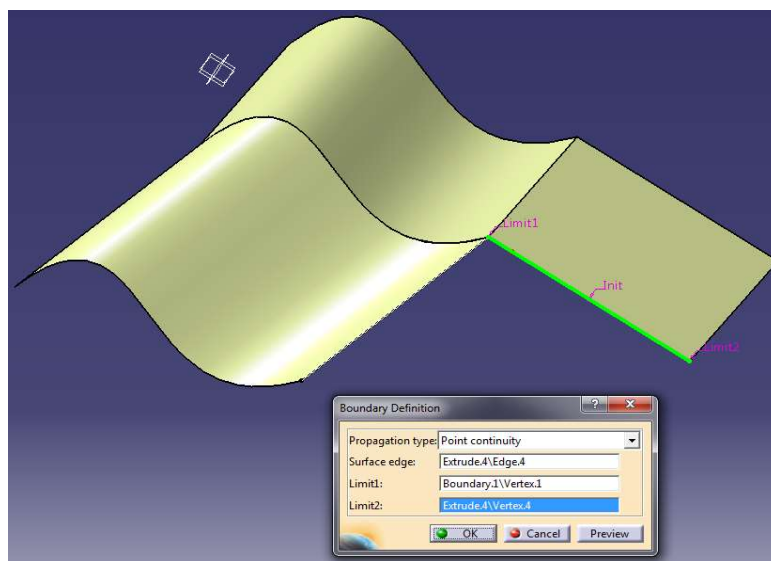 Limit1
Init
Limit2
Boundary Definition
Propagation type: Point continuity
Surface edge: Extrude.4\Edge.4
Limit1: Boundary.1\Vertex.1
Limit2: Extrude.4\Vertex.4
OK Cancel Preview